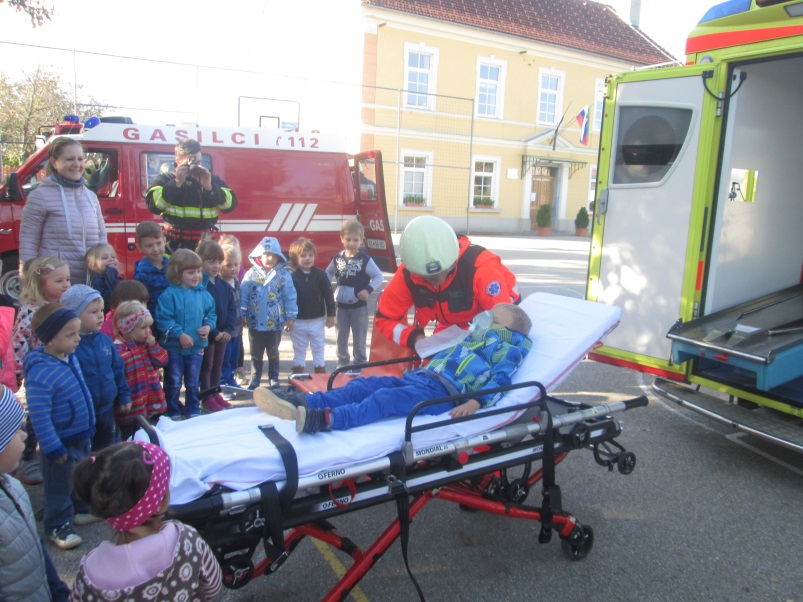 GASILCI 112
GAS
MONDIAL
FERNO
FERNO